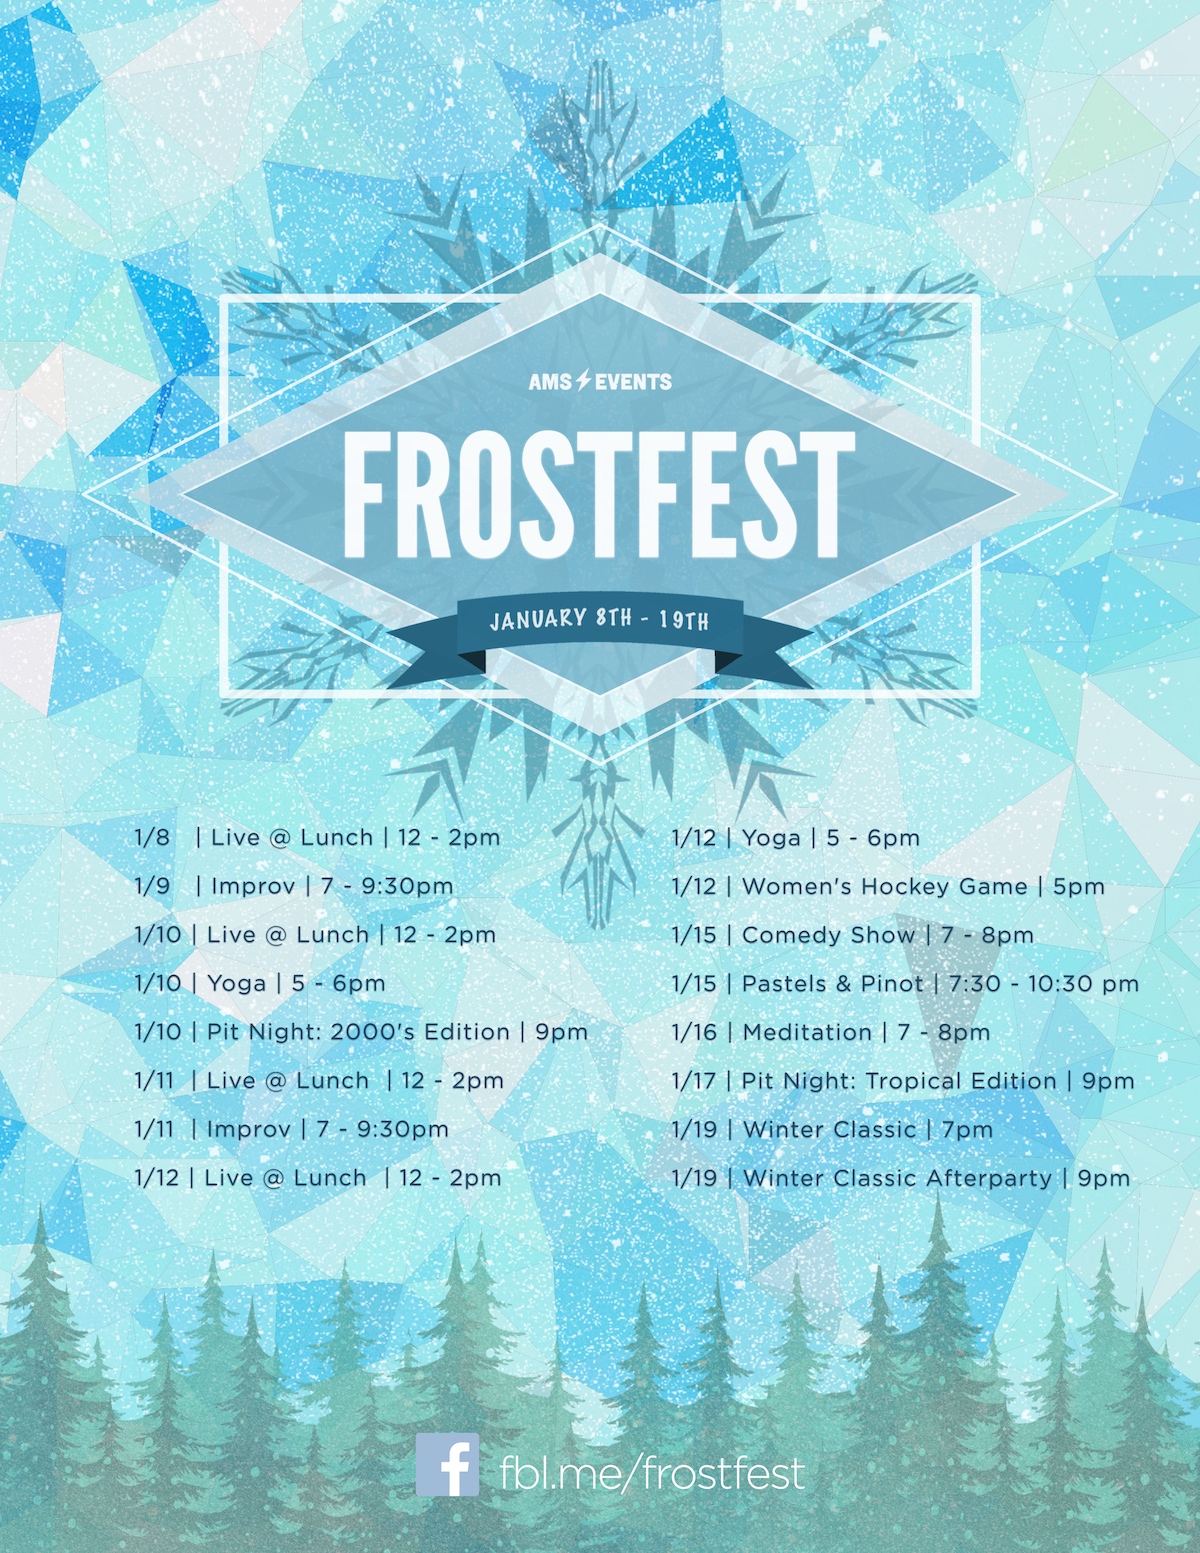 AMS EVENTS
FROSTFEST
JANUARY 8TH - 19TH
1/8 | Live @ Lunch | 12 - 2pm
1/9 | Improv | 7 - 9:30pm
1/10 | Live @ Lunch | 12 - 2pm
1/10 | Yoga | 5 - 6pm
1/10 | Pit Night: 2000's Edition | 9pm
1/11 | Live @ Lunch | 12 - 2pm
1/11 | Improv | 7 - 9:30pm
1/12 | Live @ Lunch | 12 - 2pm
1/12 | Yoga | 5 - 6pm
1/12 | Women's Hockey Game | 5pm
1/15 | Comedy Show | 7 - 8pm
1/15 | Pastels & Pinot | 7:30 - 10:30 pm
1/16 | Meditation | 7 - 8pm
1/17 | Pit Night: Tropical Edition | 9pm
1/19 | Winter Classic | 7pm
1/19 | Winter Classic Afterparty | 9pm
f fbl.me/frostfest